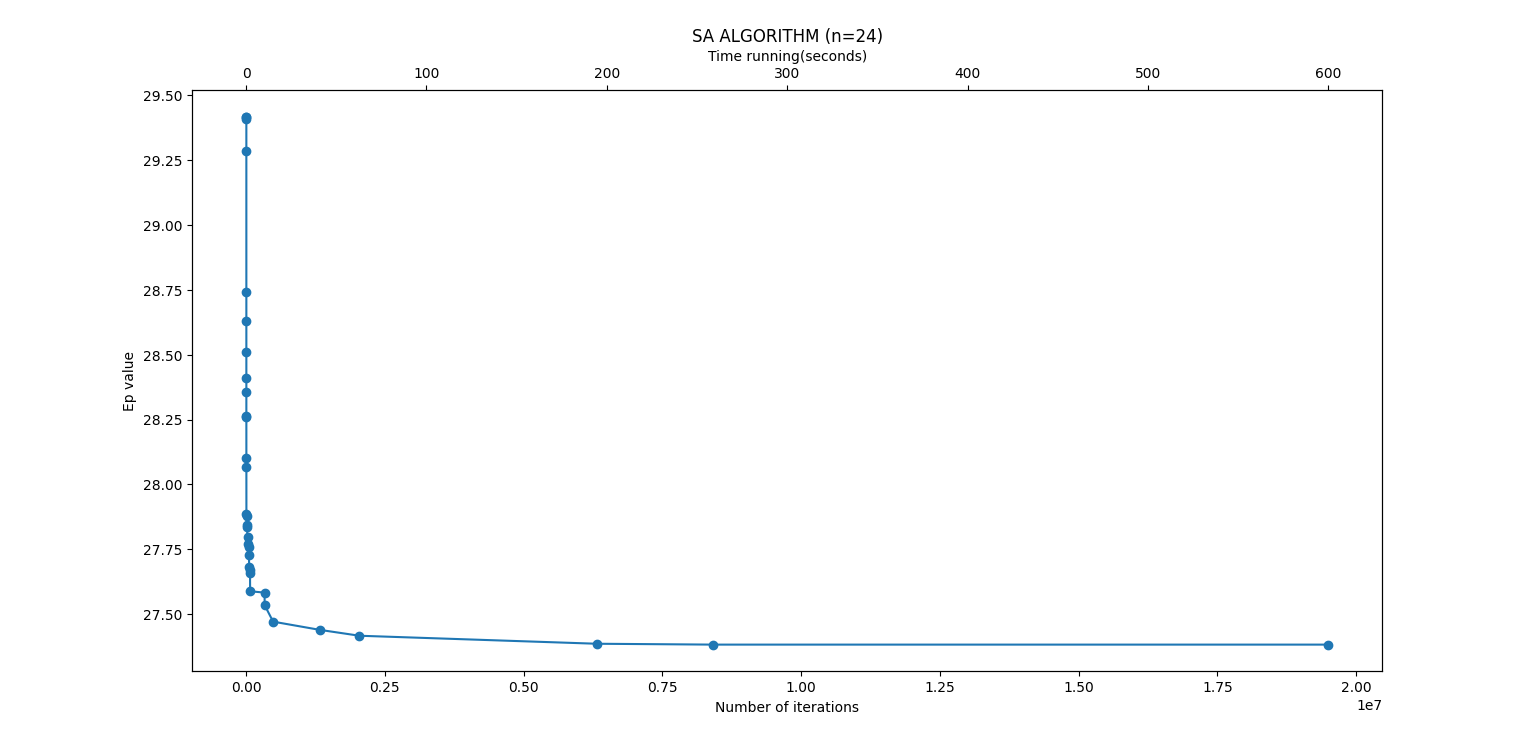 SA ALGORITHM (n=24)
Time running(seconds)
0 100 200 300 400 500 600
29.50
29.25
29.00
28.75
28.50
28.25
28.00
27.75
27.50
Ep value
0.00 0.25 0.50 0.75 1.00 1.25 1.50 1.75 2.00
1e7
Number of iterations